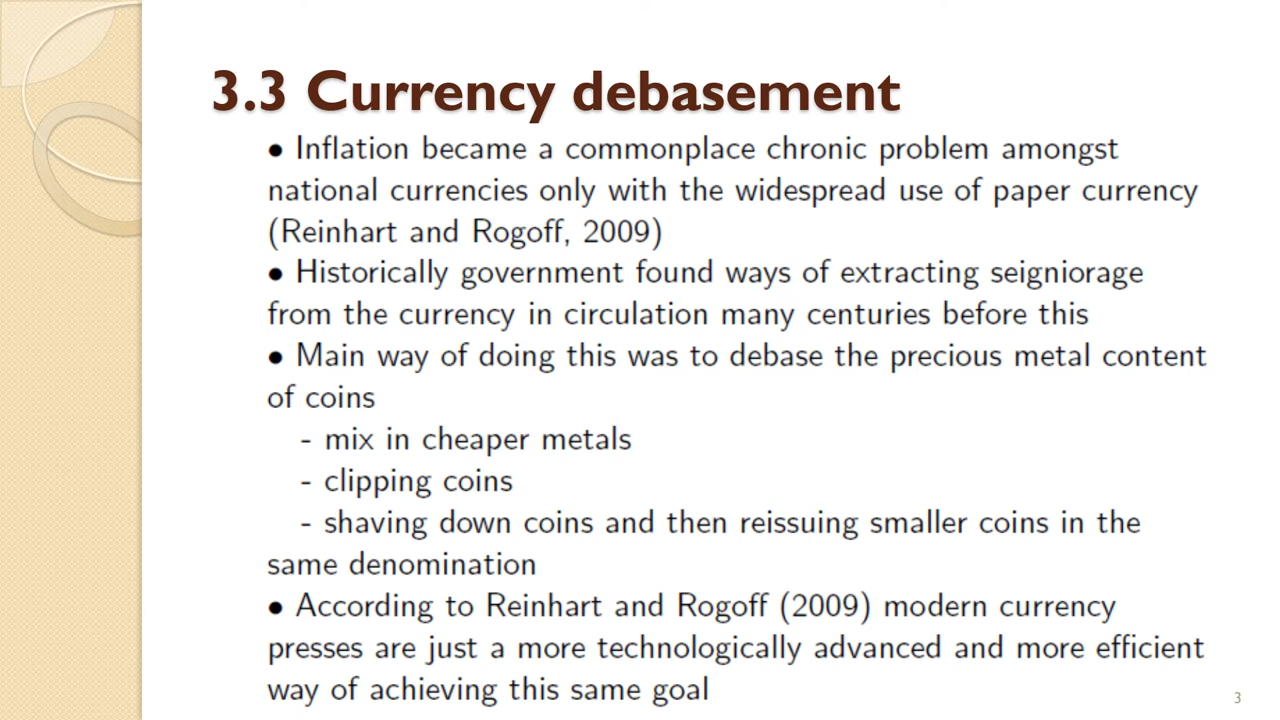 3.3 Currency debasement
● Inflation became a commonplace chronic problem amongst
national currencies only with the widespread use of paper currency
(Reinhart and Rogoff, 2009)
● Historically government found ways of extracting seigniorage
from the currency in circulation many centuries before this
● Main way of doing this was to debase the precious metal content
of coins
- mix in cheaper metals
- clipping coins
- shaving down coins and then reissuing smaller coins in the
same denomination
● According to Reinhart and Rogoff (2009) modern currency
presses are just a more technologically advanced and more efficient
way of achieving this same goal
3